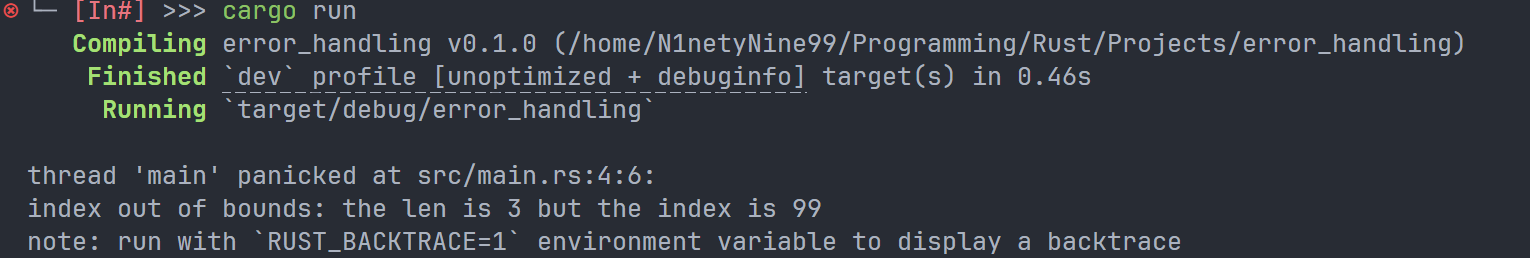 └─ [In#] >>> cargo run
Compiling error_handling v0.1.0 (/home/N1netyNine99/Programming/Rust/Projects/error_handling)
Finished `dev` profile [unoptimized + debuginfo] target(s) in 0.46s
Running `target/debug/error_handling`
thread 'main' panicked at src/main.rs:4:6:
index out of bounds: the len is 3 but the index is 99
note: run with `RUST_BACKTRACE=1` environment variable to display a backtrace